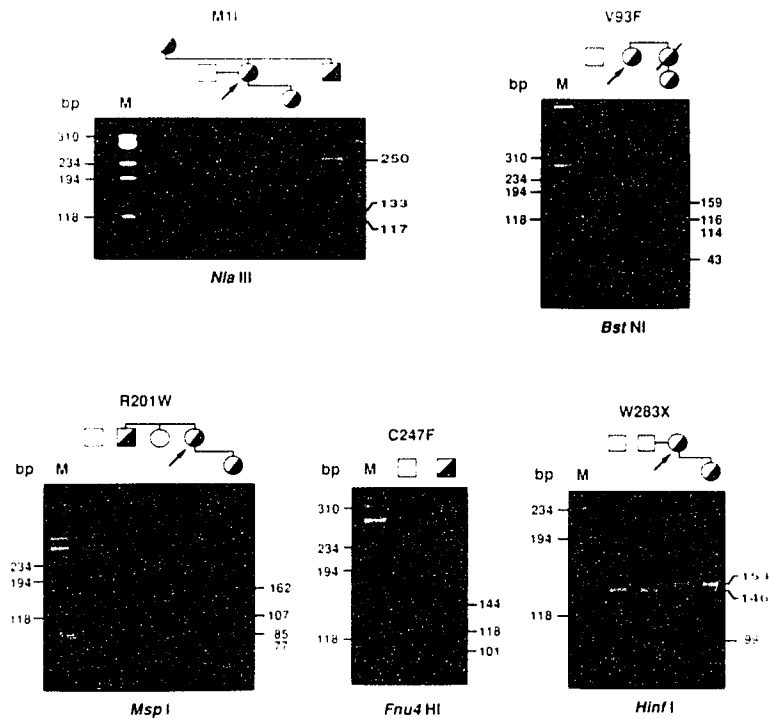 M1I
bp M
310
234
194
118
250
133
117
Nla III
V93F
bp M
310
234
194
118
159
116
114
43
Bst NI
R201W
bp M
234
194
118
162
107
85
77
Msp I
C247F
M
310
234
194
118
144
118
101
Fnu4 HI
W283X
bp M
234
194
118
153
146
99
Hinf I